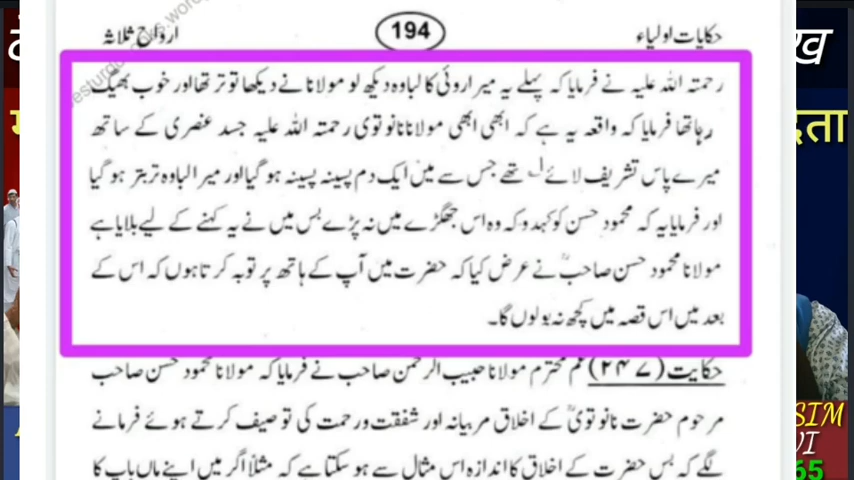 حکایات اولیاء 194 ارواح ثلاثہ
رحمتہ اللہ علیہ نے فرمایا کہ پہلے یہ میرا روئی کا لبادہ دیکھ لو مولانا نے دیکھا تو تر تھا اور خوب بھیگ
رہا تھا فرمایا کہ واقعہ یہ ہے کہ ابھی ابھی مولانا نانوتوی رحمتہ اللہ علیہ جسد عنصری کے ساتھ
میرے پاس تشریف لائے تھے جس سے میں ایک دم پسینہ پسینہ ہو گیا اور میرا لبادہ تربتر ہو گیا
اور فرمایا یہ کہ محمود حسن کو کہدو کہ وہ اس جھگڑے میں نہ پڑے بس میں نے یہ کہنے کے لیے بلایا ہے
مولانا محمود حسن صاحبؒ نے عرض کیا کہ حضرت میں آپ کے ہاتھ پر توبہ کرتا ہوں کہ اس کے
بعد میں اس قصہ میں کچھ نہ بولوں گا۔
حکایت (۲۴۷) عم محترم مولانا حبیب الرحمن صاحب نے فرمایا کہ مولانا محمود حسن صاحب
مرحوم حضرت نانوتویؒ کے اخلاق مربیانہ اور شفقت ورحمت کی توصیف کرتے ہوئے فرمانے
لگے کہ بس حضرت کے اخلاق کا اندازہ اس مثال سے ہو سکتا ہے کہ مثلاً اگر میں اپنے ماں باپ کا
SIM
VI
65